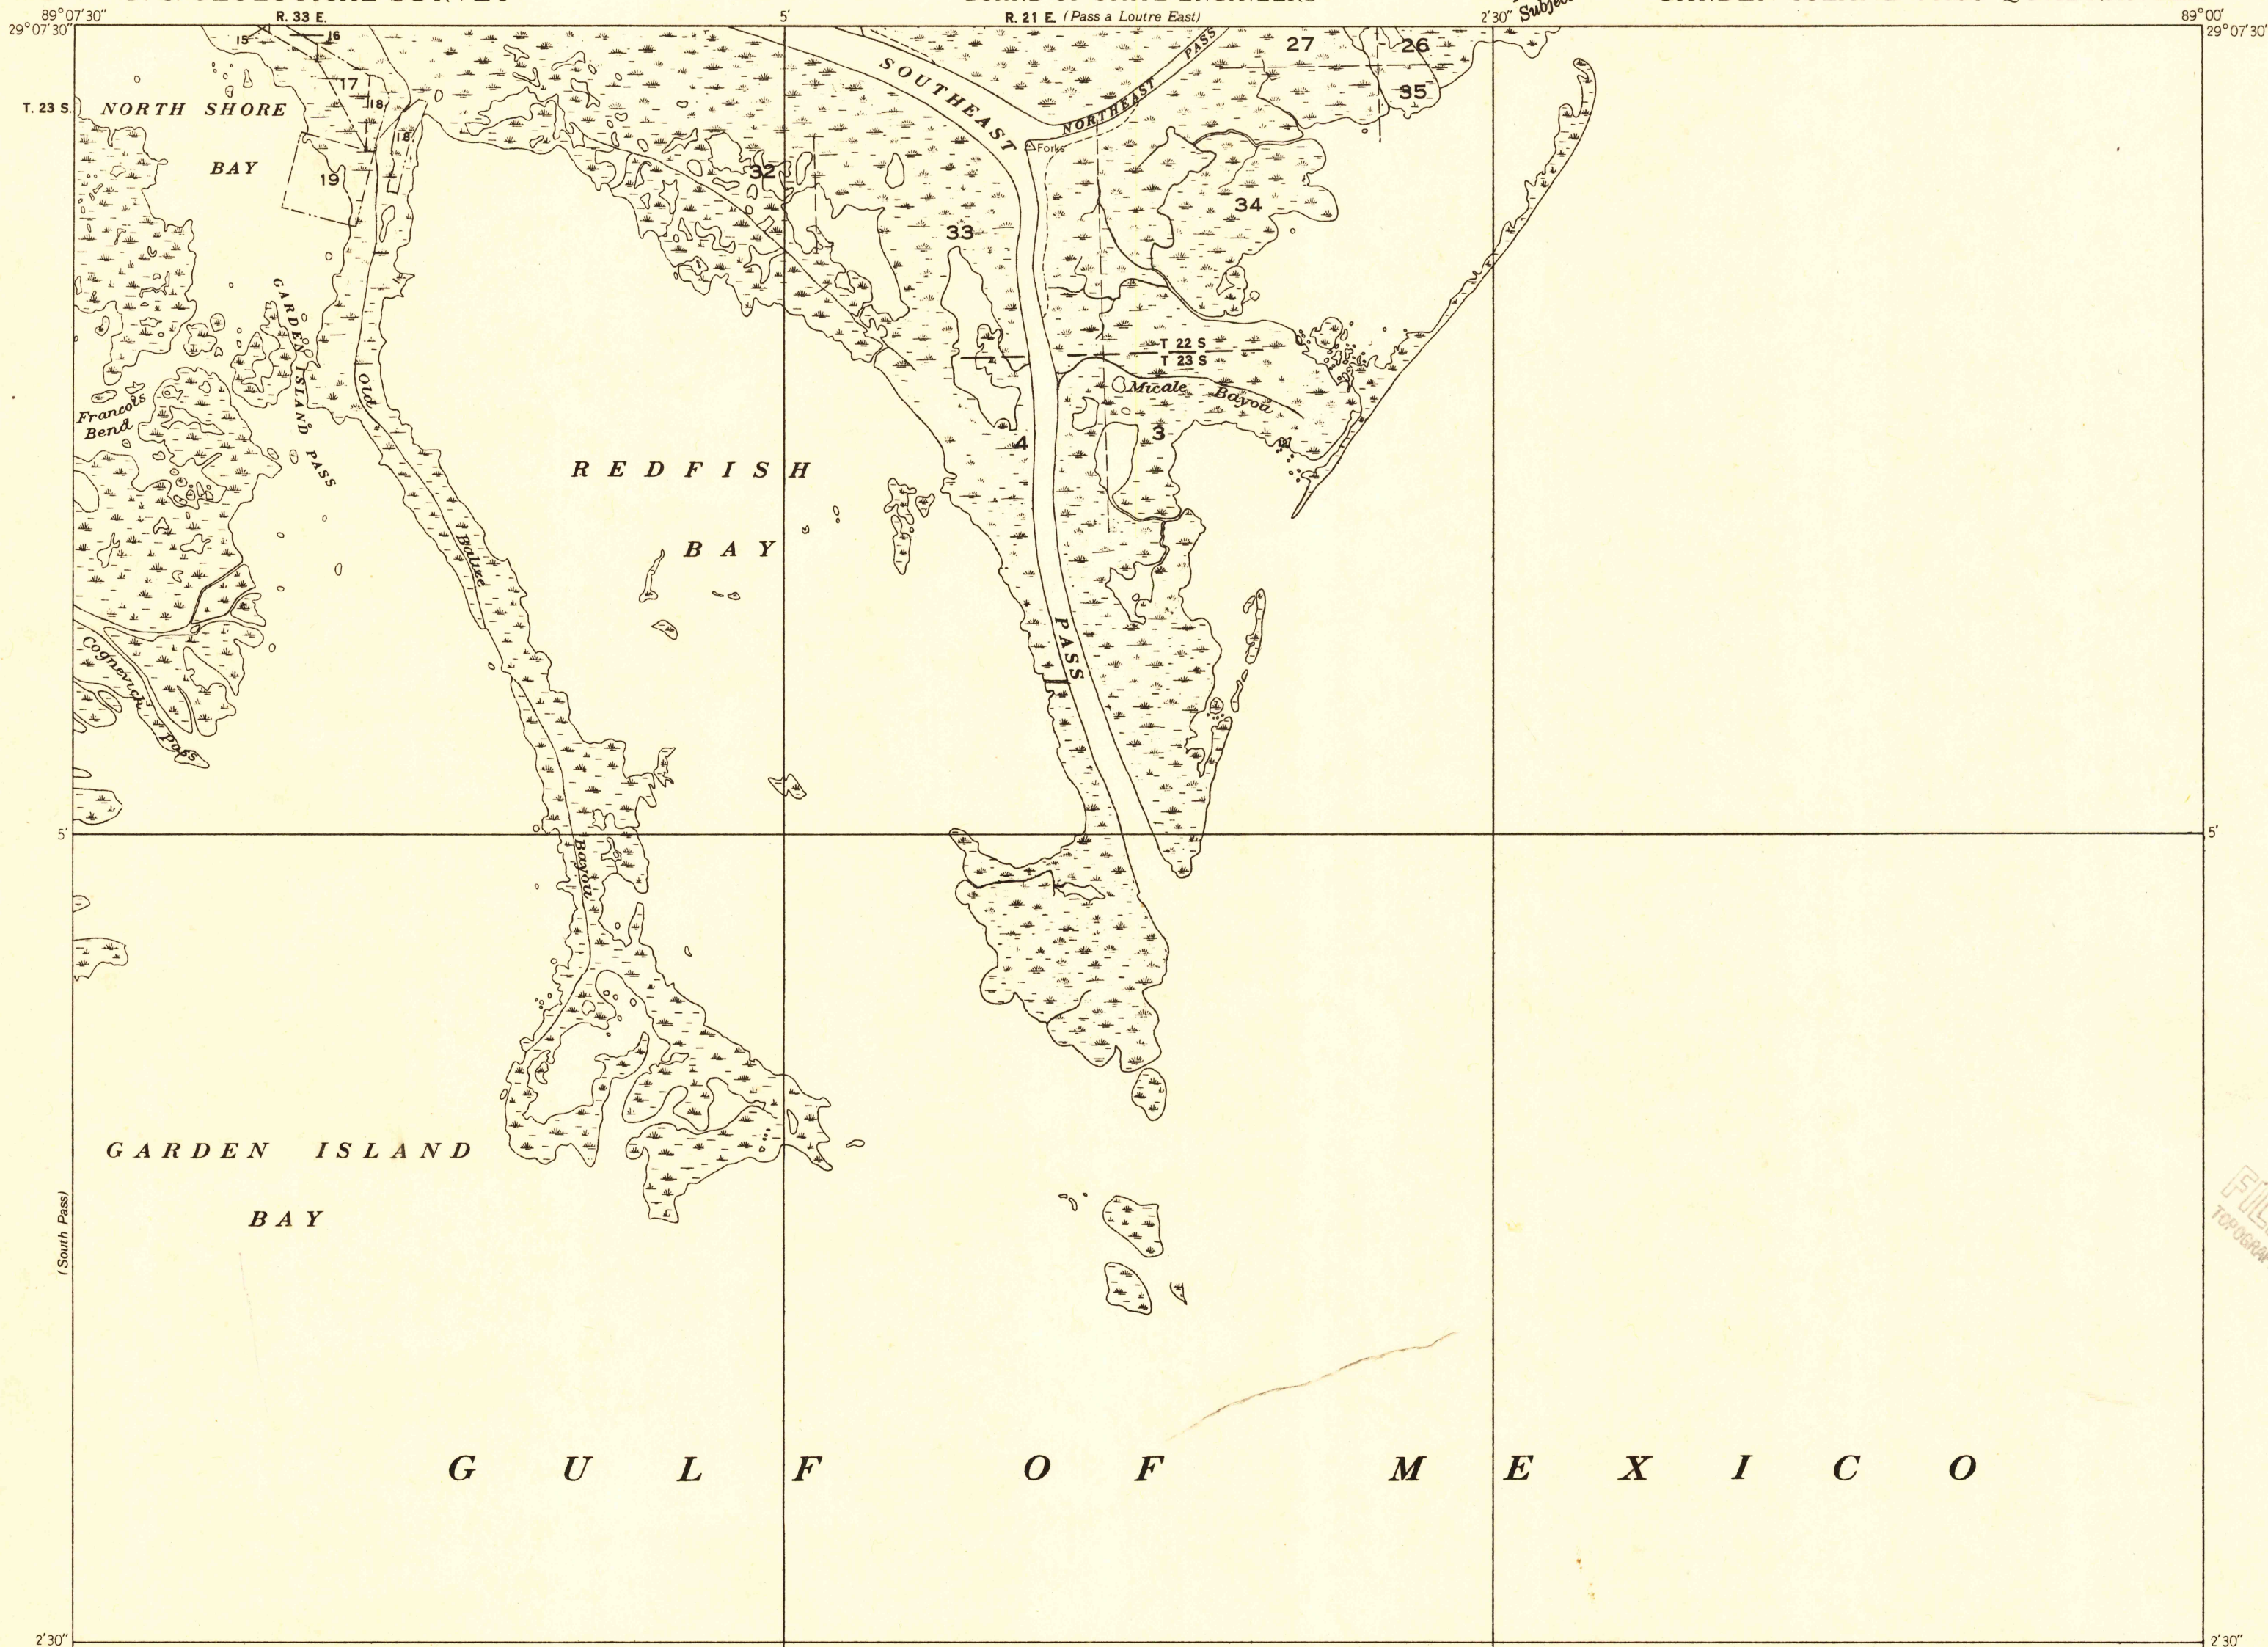 89°07'30"
R. 33 E.
5'
R. 21 E. (Pass a Loutre East)
2'30"
89°00'
29°07'30"
29°07'30"
15
16
17
18
18
19
27
26
35
T. 23 S.
NORTH SHORE
BAY
SOUTHEAST
NORTHEAST PASS
Forks
32
33
34
GARDEN ISLAND PASS
T 22 S
T 23 S
Micale Bayou
Old
Francois
Bend
4
3
REDFISH
BAY
Balize
PASS
Cognevich Pass
5'
5'
Bayou
GARDEN ISLAND
BAY
(South Pass)
GULF OF MEXICO
2'30"
2'30"